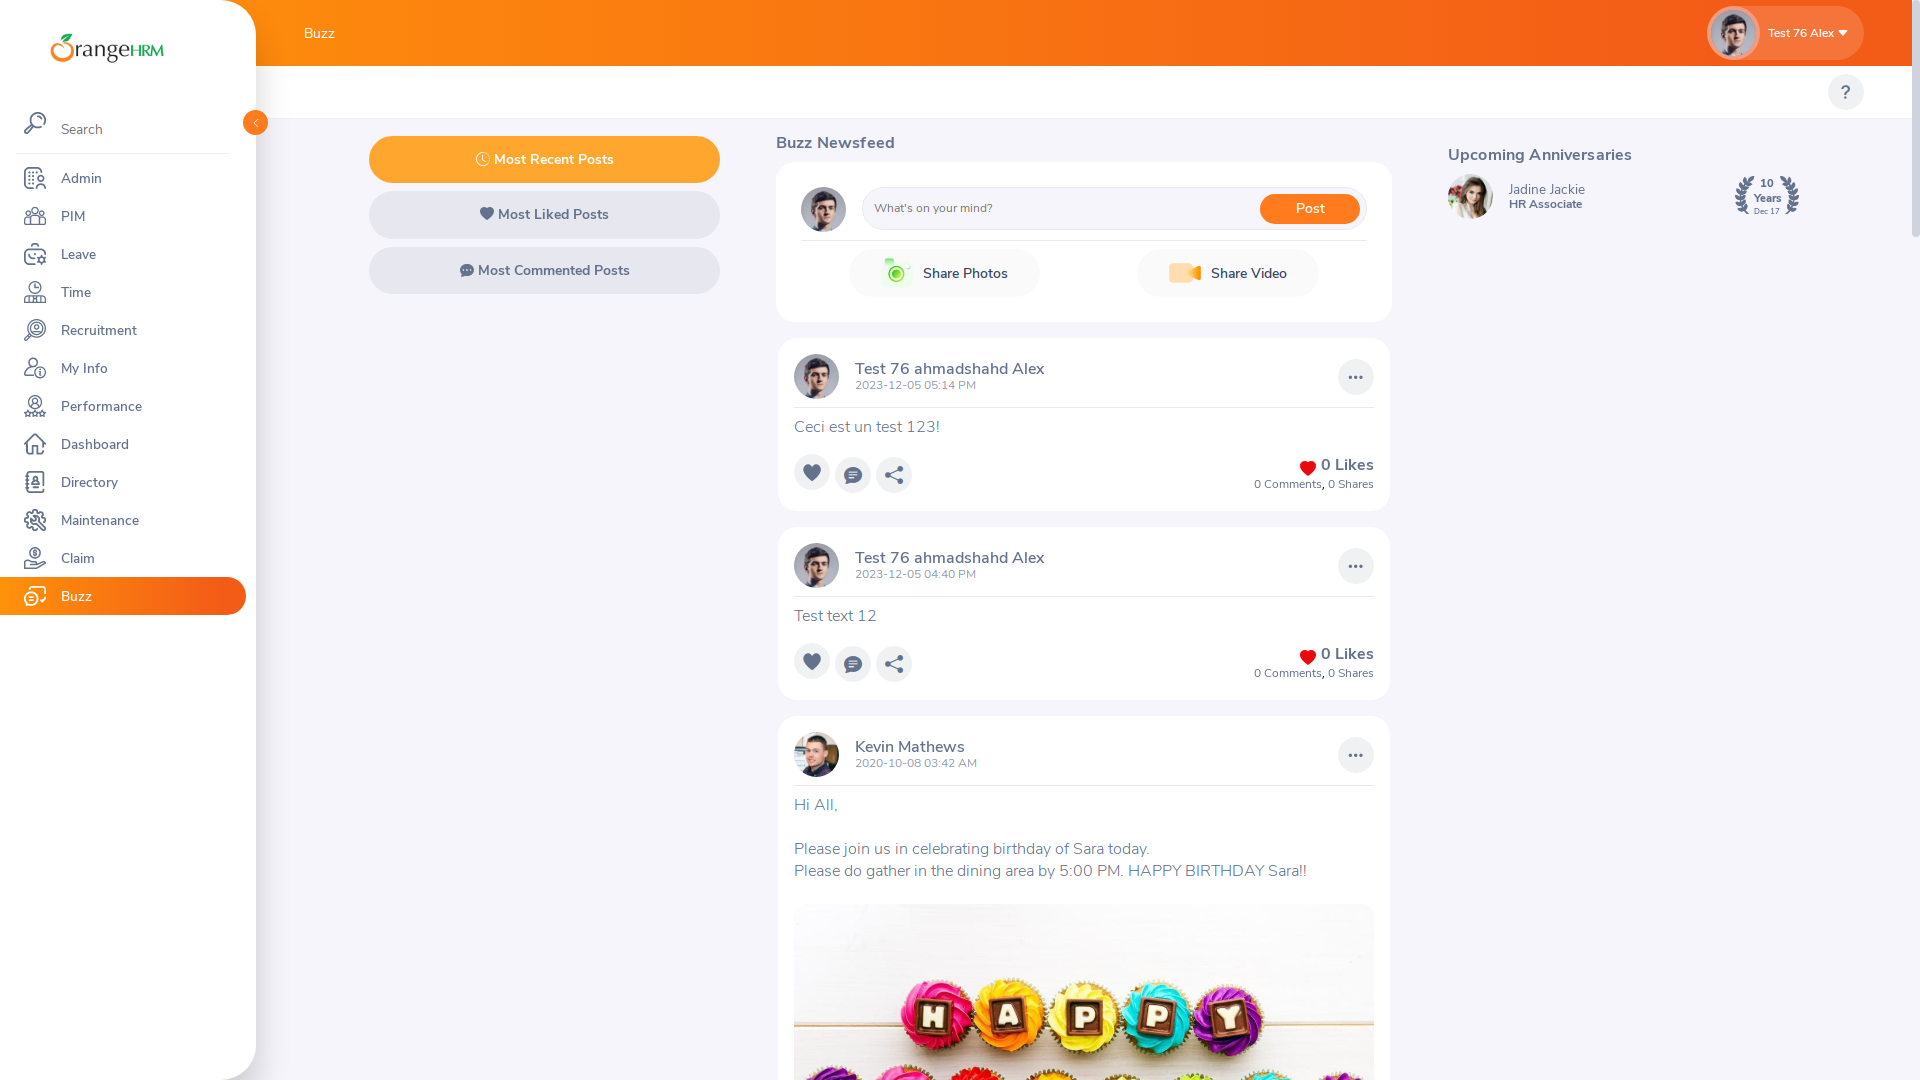 OrangeHRM
Search
Admin
PIM
Leave
Time
Recruitment
My Info
Performance
Dashboard
Directory
Maintenance
Claim
Buzz
Buzz
Test 76 Alex
?
Most Recent Posts
Most Liked Posts
Most Commented Posts
Buzz Newsfeed
What's on your mind?
Post
Share Photos
Share Video
Test 76 ahmadshahd Alex
2023-12-05 05:14 PM
Ceci est un test 123!
0 Likes
0 Comments, 0 Shares
Test 76 ahmadshahd Alex
2023-12-05 04:40 PM
Test text 12
0 Likes
0 Comments, 0 Shares
Kevin Mathews
2020-10-08 03:42 AM
Hi All,
Please join us in celebrating birthday of Sara today.
Please do gather in the dining area by 5:00 PM. HAPPY BIRTHDAY Sara!!
HAPPY
Upcoming Anniversaries
Jadine Jackie
HR Associate
10
Years
Dec 17